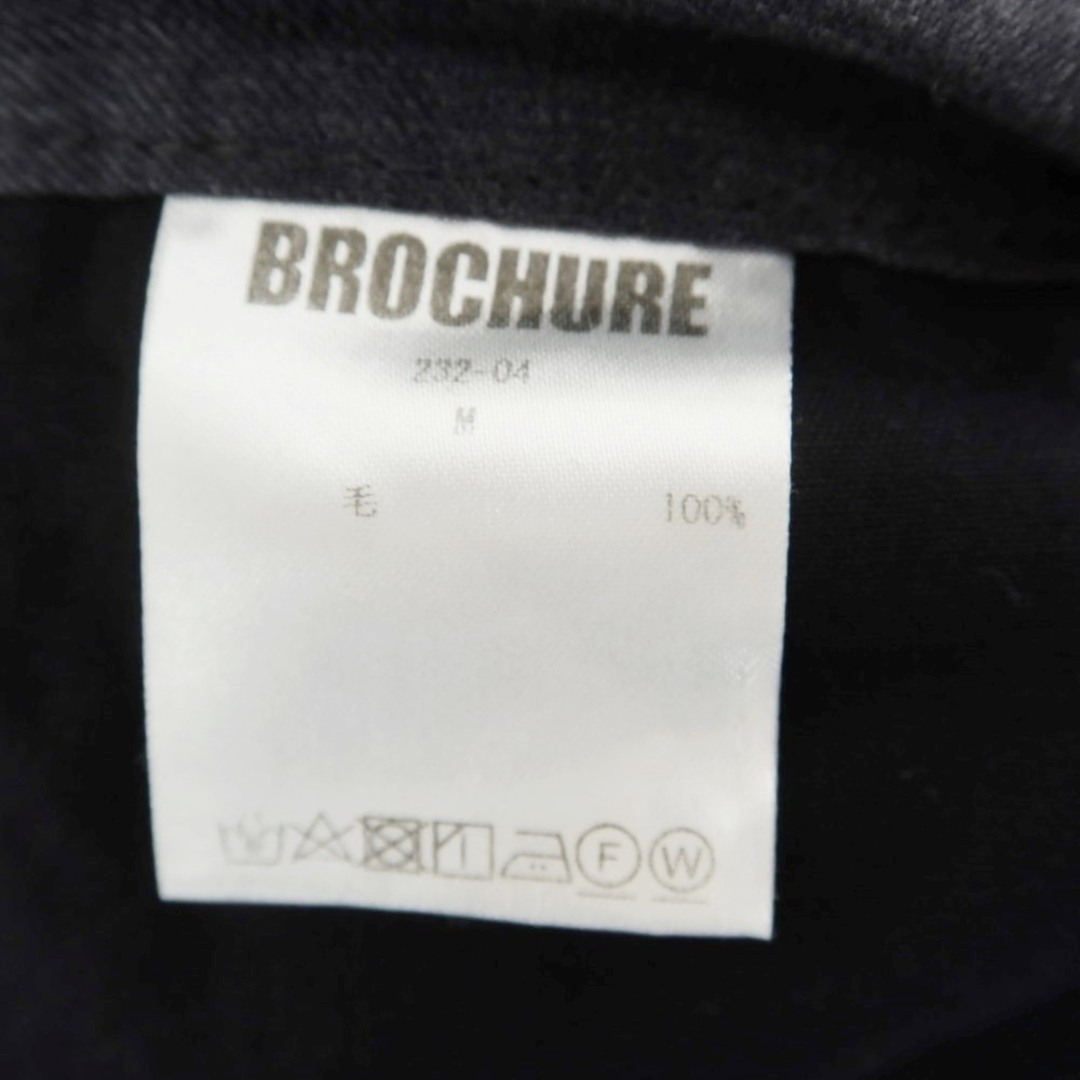 BROCHURE
232-04
M
毛 100%
F W